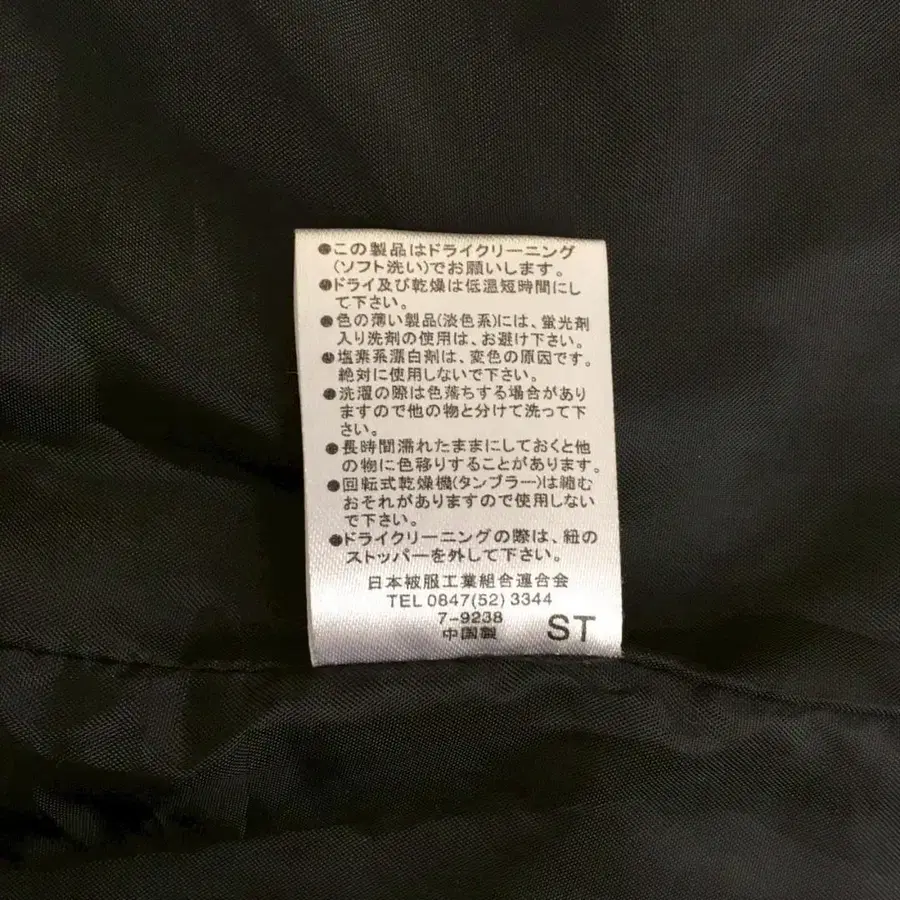 ●この製品はドライクリーニング
(ソフト洗い)でお願いします。
●ドライ及び乾燥は低温短時間にし
て下さい。
●色の薄い製品(淡色系)には、蛍光剤
入り洗剤の使用は、お避け下さい。
●塩素系漂白剤は、変色の原因です。
絶対に使用しないで下さい。
●洗濯の際は色落ちする場合があり
ますので他の物と分けて洗って下
さい。
●長時間濡れたままにしておくと他
の物に色移りすることがあります。
●回転式乾燥機(タンブラー)は縮む
おそれがありますので使用しない
で下さい。
●ドライクリーニングの際は、紐の
ストッパーを外して下さい。
日本被服工業組合連合会
TEL 0847(52)3344
7-9238
中国製 ST